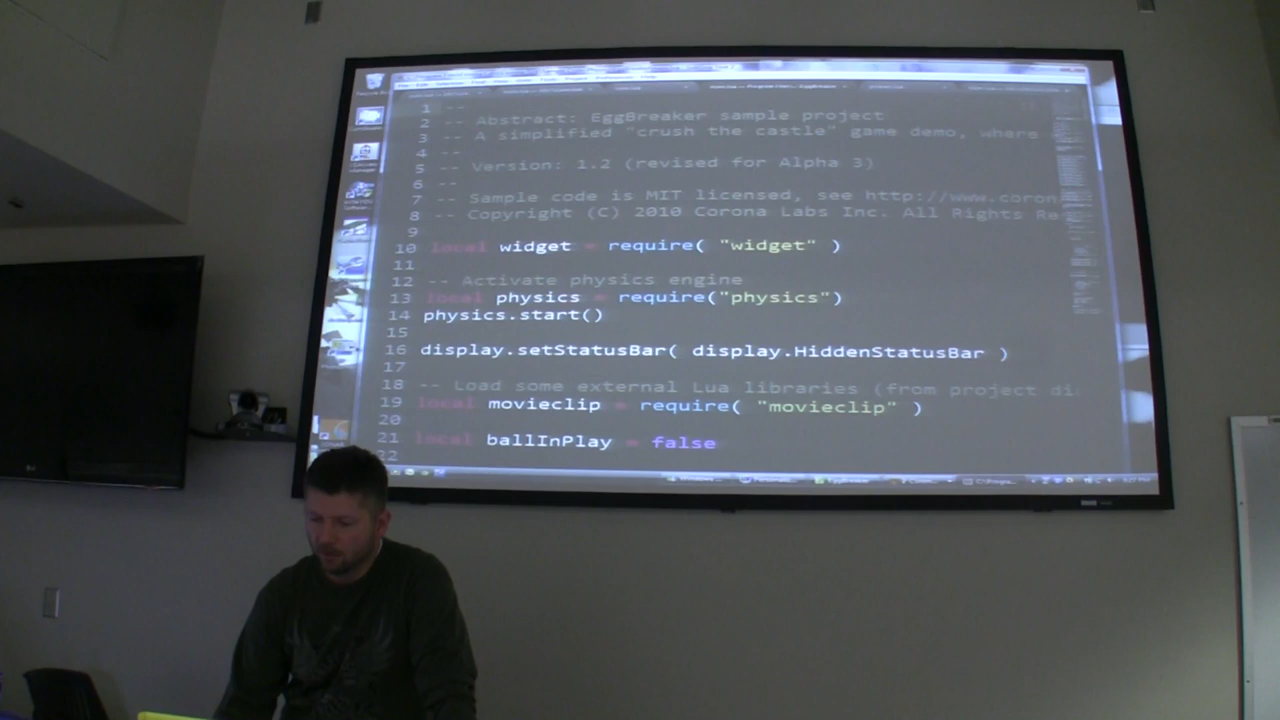 1 --
2 -- Abstract: EggBreaker sample project
3 -- A simplified "crush the castle" game demo, where
4 --
5 -- Version: 1.2 (revised for Alpha 3)
6 --
7 -- Sample code is MIT licensed, see http://www.coron
8 -- Copyright (C) 2010 Corona Labs Inc. All Rights Re
9
10 local widget = require( "widget" )
11
12 -- Activate physics engine
13 local physics = require("physics")
14 physics.start()
15
16 display.setStatusBar( display.HiddenStatusBar )
17
18 -- Load some external Lua libraries (from project di
19 local movieclip = require( "movieclip" )
20
21 local ballInPlay = false
22